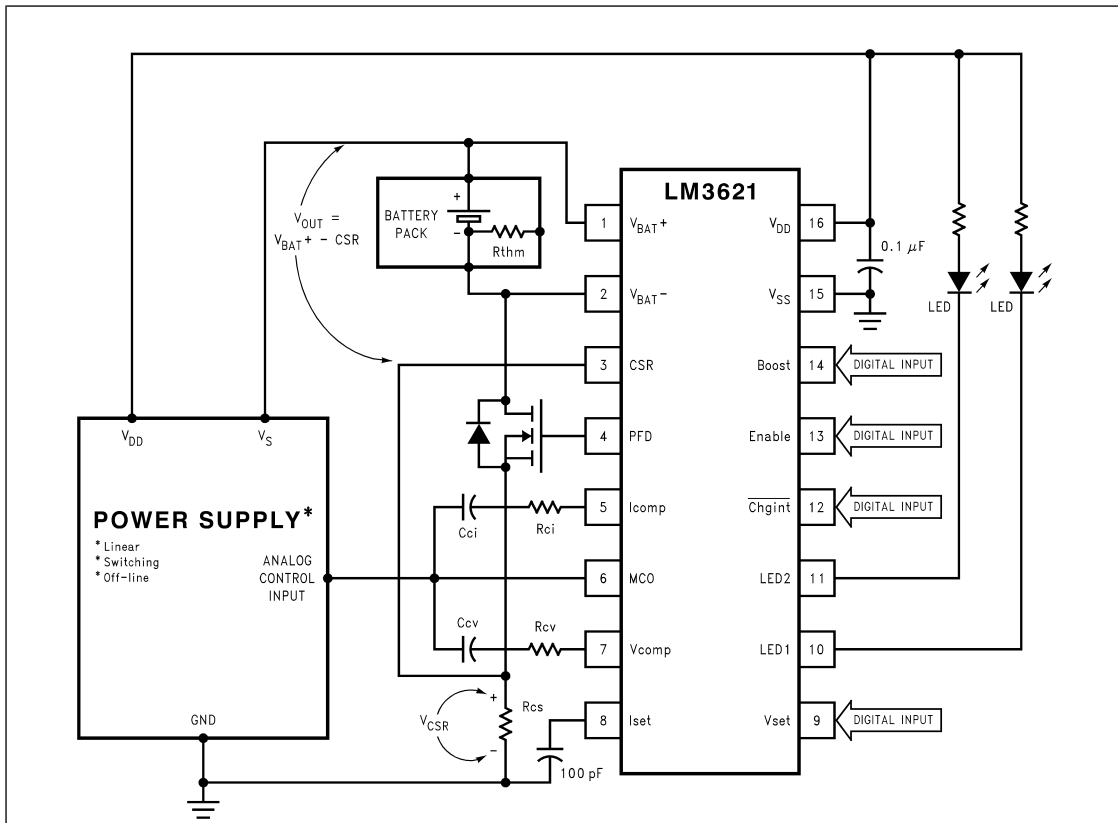 LM3621
BATTERY
PACK
+
-
Rthm
V_OUT =
V_BAT+ - CSR
1 V_BAT+
2 V_BAT-
3 CSR
4 PFD
5 Icomp
6 MCO
7 Vcomp
8 Iset
V_DD 16
V_SS 15
Boost 14
Enable 13
Chgint 12
LED2 11
LED1 10
Vset 9
0.1 µF
LED
LED
DIGITAL INPUT
DIGITAL INPUT
DIGITAL INPUT
DIGITAL INPUT
V_DD
V_S
POWER SUPPLY*
* Linear
* Switching
* Off-line
ANALOG
CONTROL
INPUT
GND
Cci
Rci
Ccv
Rcv
V_CSR
+
-
Rcs
100 pF